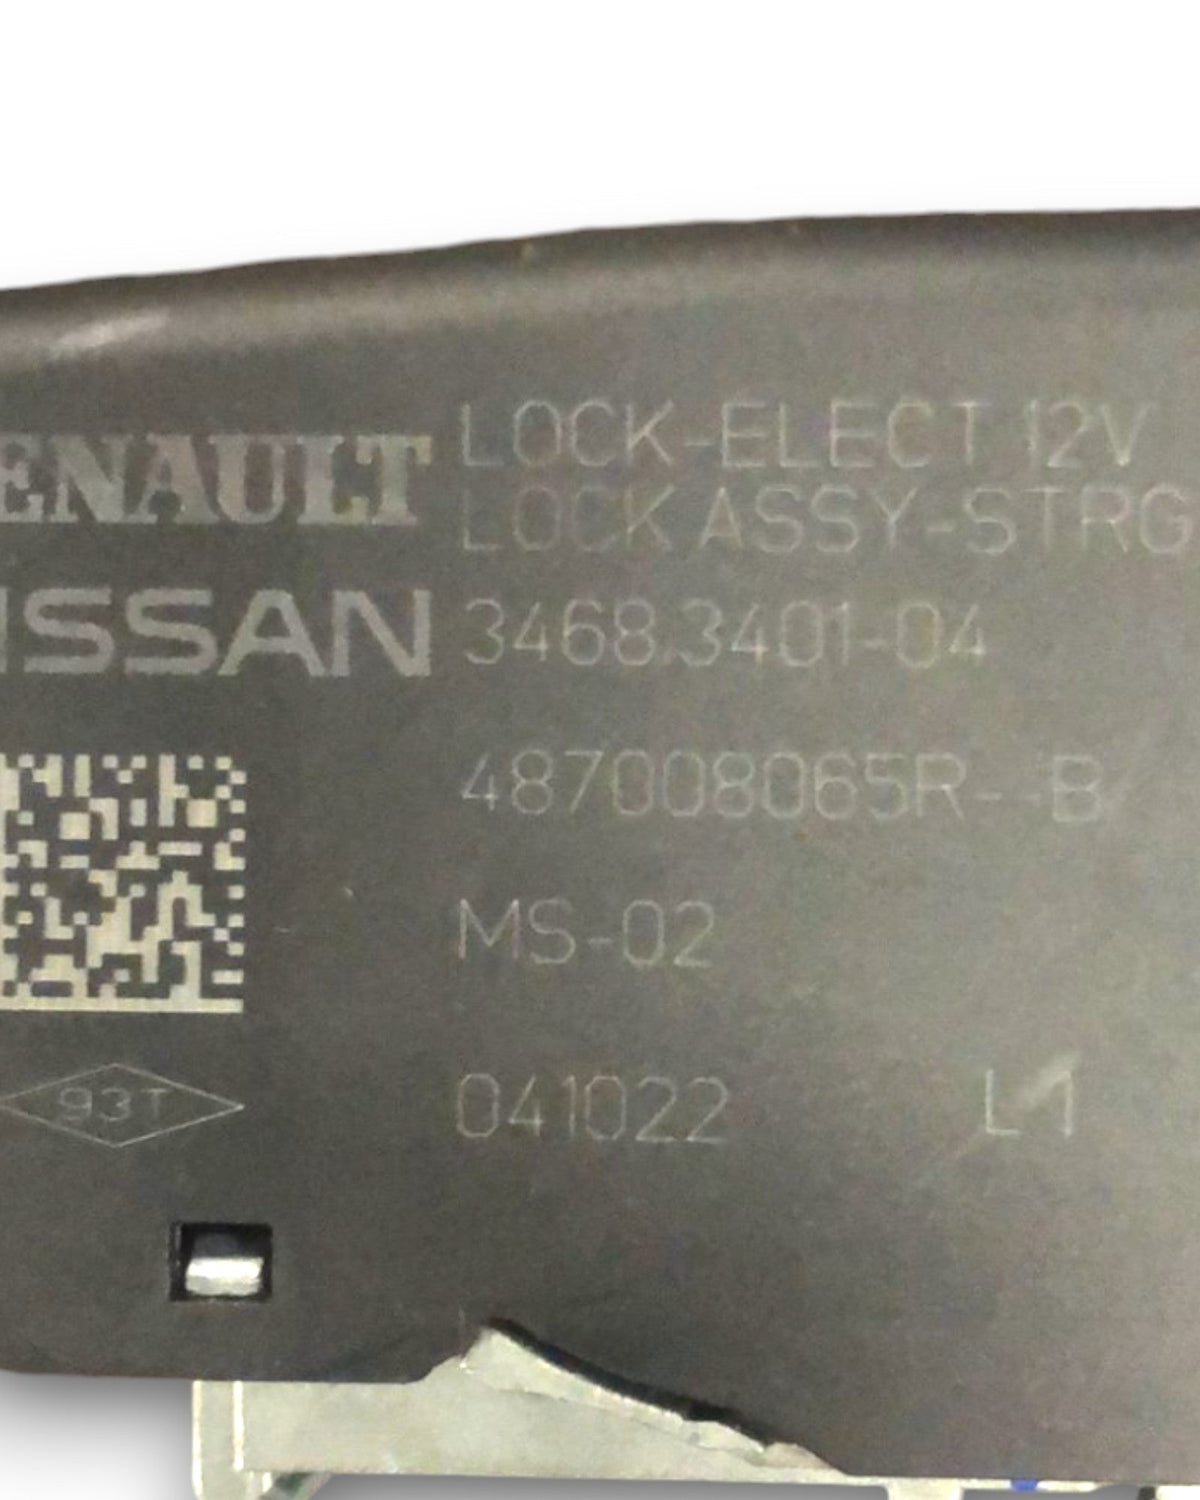 ENAULT
LOCK-ELECT 12V
LOCK ASSY-STRG
ISSAN
3468.3401-04
487008065R--B
MS-02
93T
041022
L1